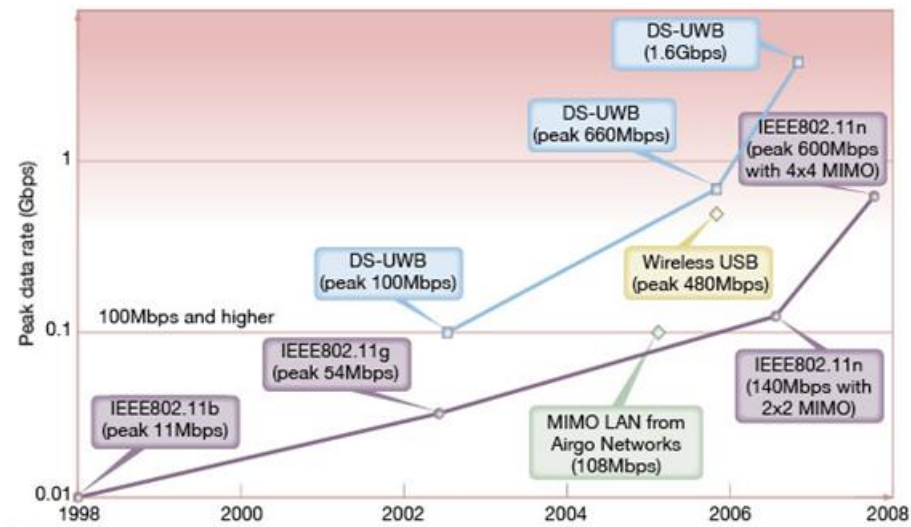 DS-UWB
(1.6Gbps)
DS-UWB
(peak 660Mbps)
IEEE802.11n
(peak 600Mbps
with 4x4 MIMO)
1
Peak data rate (Gbps)
DS-UWB
(peak 100Mbps)
Wireless USB
(peak 480Mbps)
100Mbps and higher
0.1
IEEE802.11g
(peak 54Mbps)
IEEE802.11n
(140Mbps with
2x2 MIMO)
IEEE802.11b
(peak 11Mbps)
MIMO LAN from
Airgo Networks
(108Mbps)
0.01
1998
2000
2002
2004
2006
2008